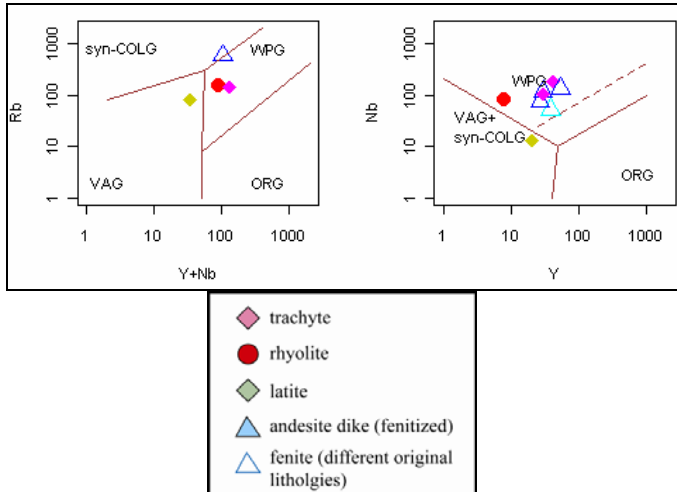 syn-COLG
WPG
VAG
ORG
Rb
1 10 100 1000
1 10 100 1000
Y+Nb
WPG
VAG+
syn-COLG
ORG
Nb
1 10 100 1000
1 10 100 1000
Y
trachyte
rhyolite
latite
andesite dike (fenitized)
fenite (different original
litholgies)